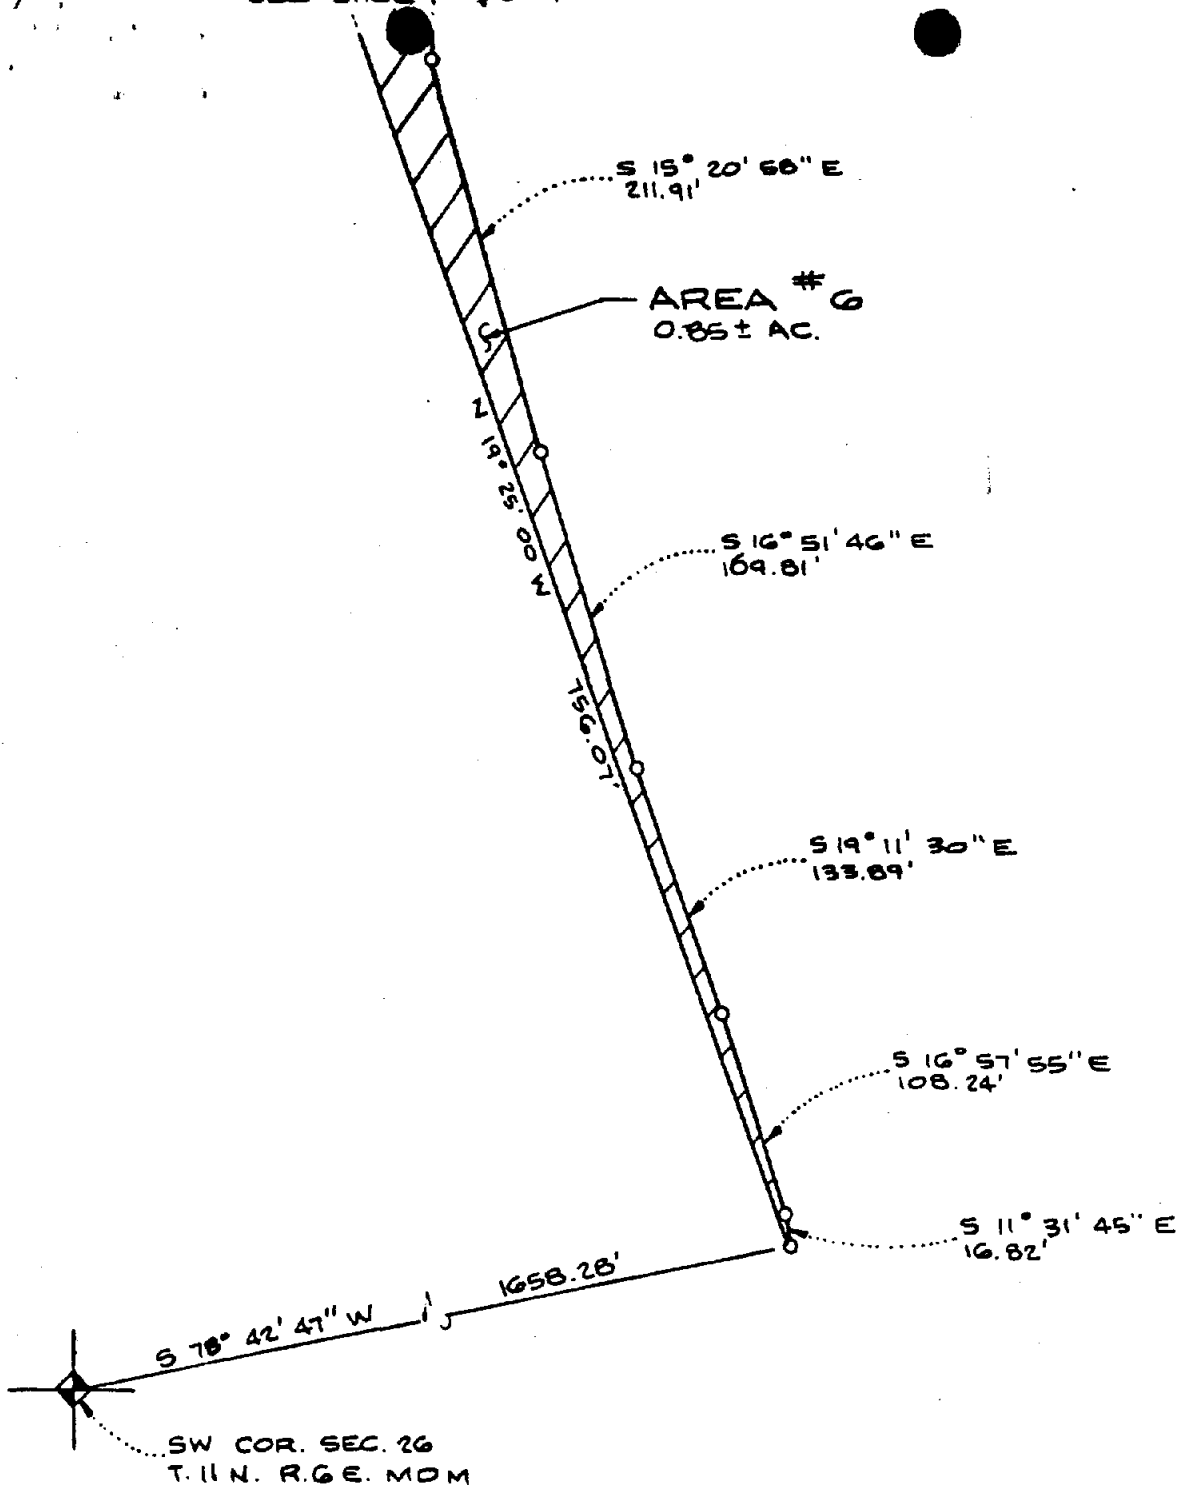 S 15° 20' 58" E
211.91'
AREA #6
0.85± AC.
N 19° 25' 00 W
756.07'
S 16° 51' 46" E
169.81'
S 19° 11' 30" E
133.89'
S 16° 57' 55" E
108.24'
S 11° 31' 45" E
16.82'
S 78° 42' 47" W 1658.28'
SW COR. SEC. 26
T. 11 N. R. 6 E. MDM